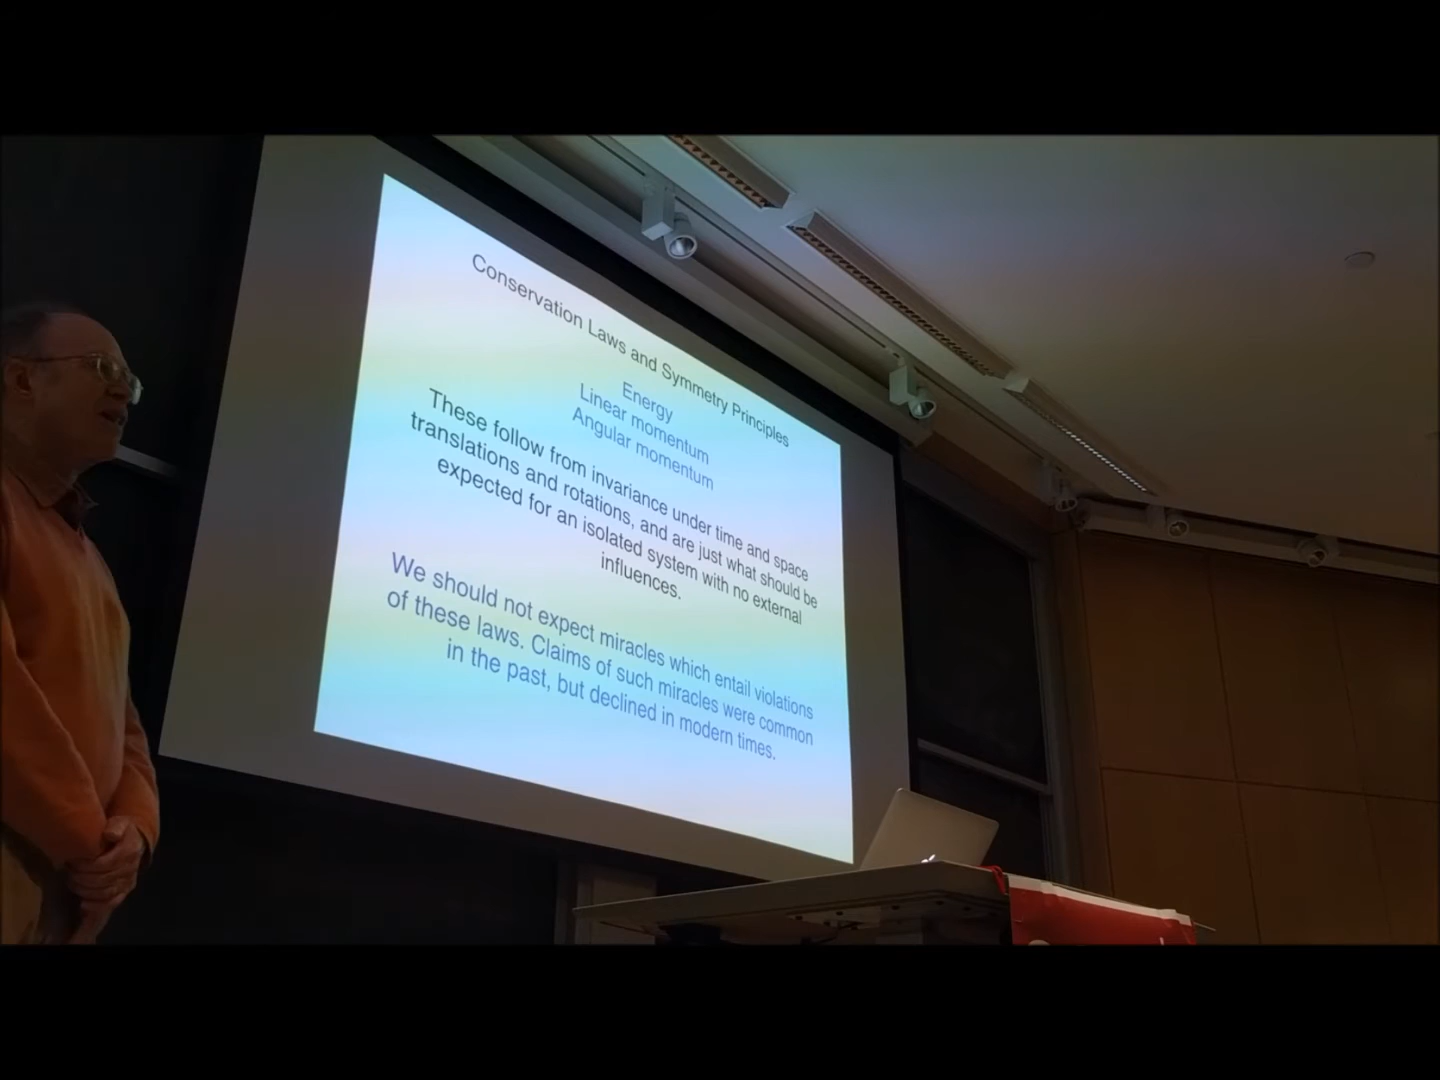 Conservation Laws and Symmetry Principles
Energy
Linear momentum
Angular momentum
These follow from invariance under time and space
translations and rotations, and are just what should be
expected for an isolated system with no external
influences.
We should not expect miracles which entail violations
of these laws. Claims of such miracles were common
in the past, but declined in modern times.